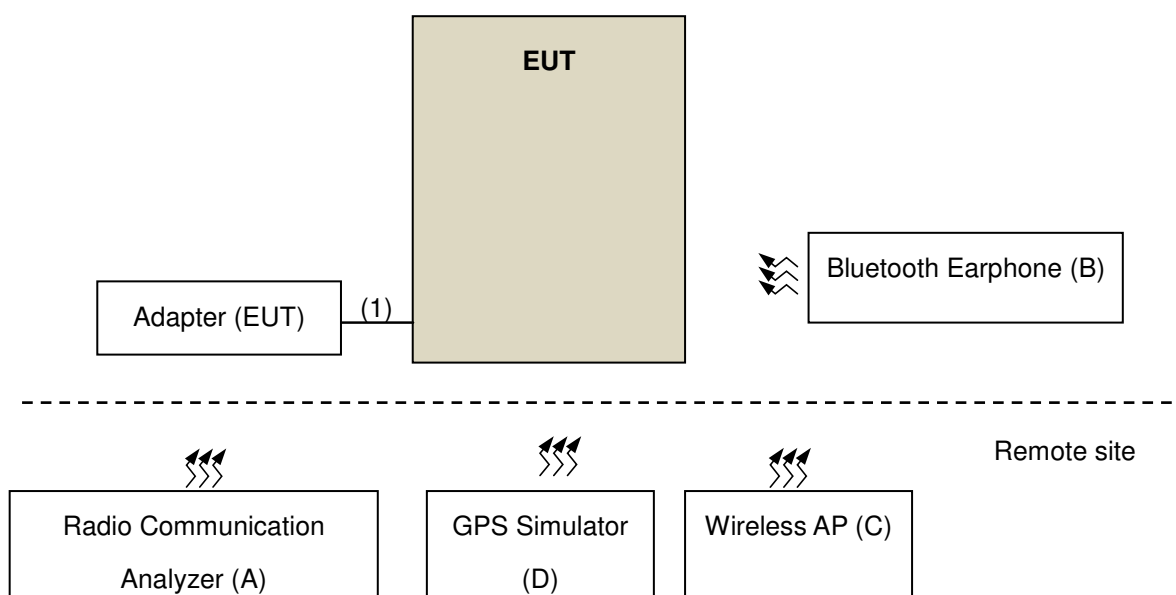 EUT
Bluetooth Earphone (B)
Adapter (EUT)
(1)
Remote site
Radio Communication
Analyzer (A)
GPS Simulator
(D)
Wireless AP (C)